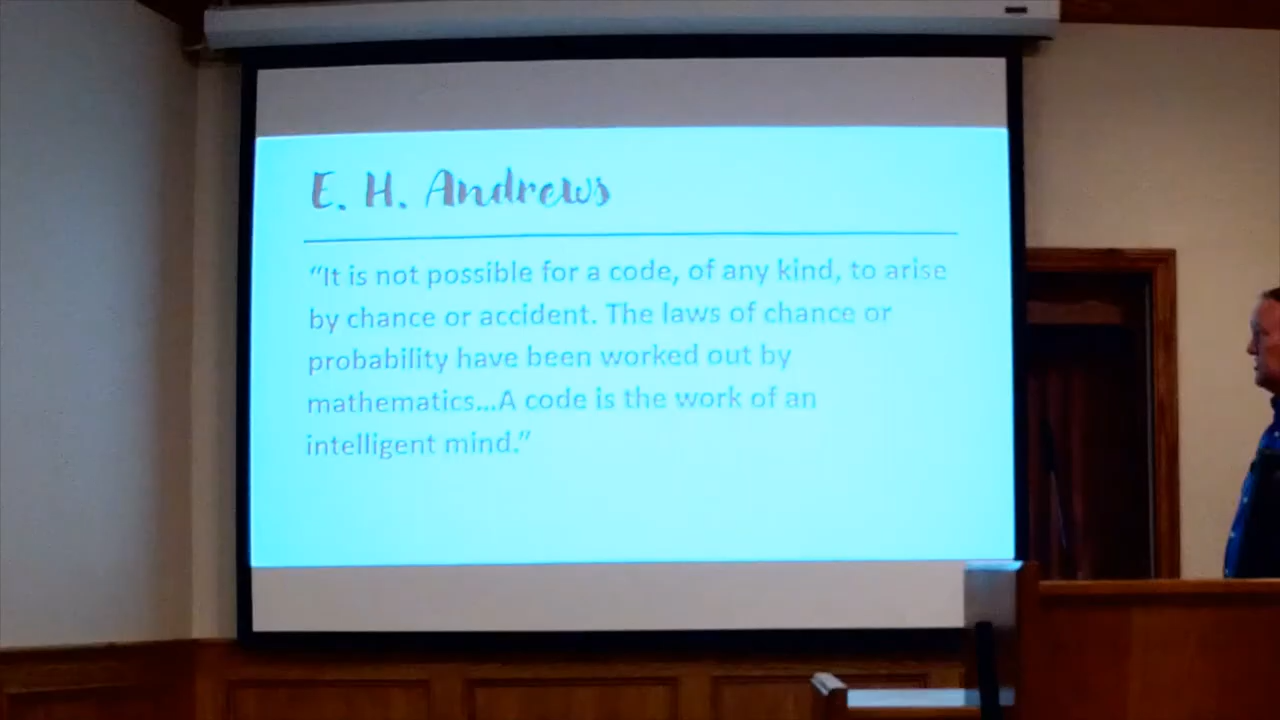 E. H. Andrews
“It is not possible for a code, of any kind, to arise
by chance or accident. The laws of chance or
probability have been worked out by
mathematics...A code is the work of an
intelligent mind.”